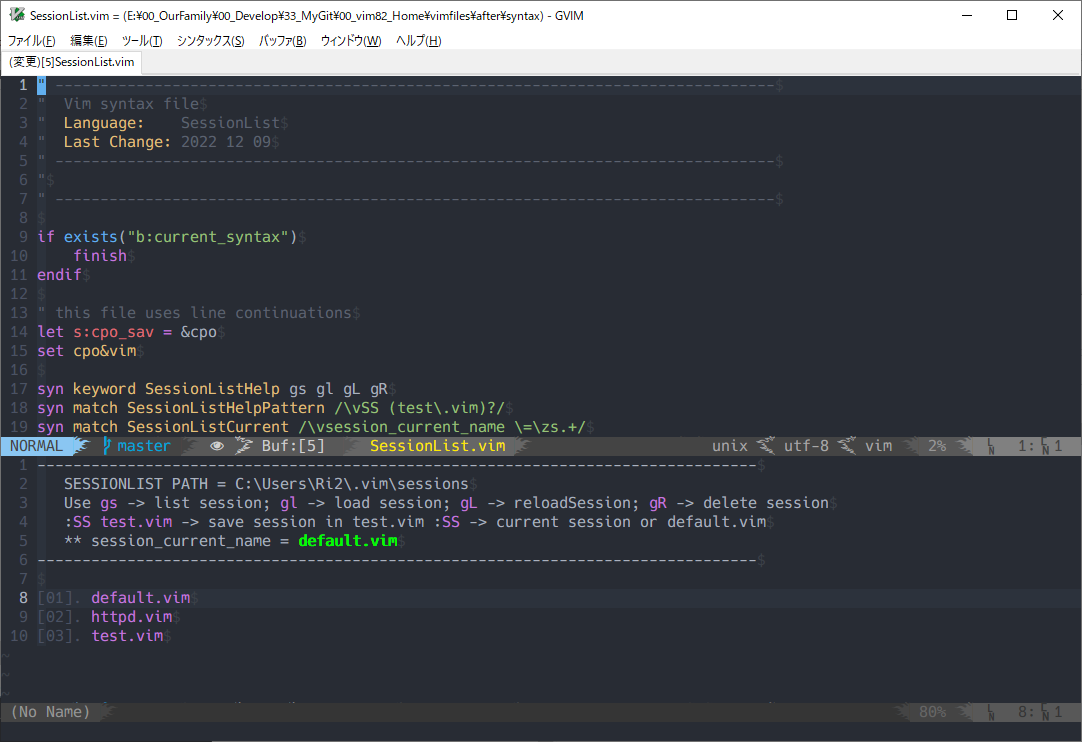 SessionList.vim = (E:¥00_OurFamily¥00_Develop¥33_MyGit¥00_vim82_Home¥vimfiles¥after¥syntax) - GVIM
ファイル(F) 編集(E) ツール(T) シンタックス(S) バッファ(B) ウィンドウ(W) ヘルプ(H)
(変更)[5]SessionList.vim
1 " --------------------------------------------------------------------------------$
2 "  Vim syntax file$
3 "  Language:    SessionList$
4 "  Last Change: 2022 12 09$
5 " --------------------------------------------------------------------------------$
6 "$
7 " --------------------------------------------------------------------------------$
8 $
9 if exists("b:current_syntax")$
10     finish$
11 endif$
12 $
13 " this file uses line continuations$
14 let s:cpo_sav = &cpo$
15 set cpo&vim$
16 $
17 syn keyword SessionListHelp gs gl gL gR$
18 syn match SessionListHelpPattern /\vSS (test\.vim)?/$
19 syn match SessionListCurrent /\vsession_current_name \=\zs.+/$
NORMAL master Buf:[5] SessionList.vim unix utf-8 vim 2% LN 1: CN 1
1 --------------------------------------------------------------------------------$
2    SESSIONLIST PATH = C:\Users\Ri2\.vim\sessions$
3    Use gs -> list session; gl -> load session; gL -> reloadSession; gR -> delete session$
4    :SS test.vim -> save session in test.vim :SS -> current session or default.vim$
5    ** session_current_name = default.vim$
6 --------------------------------------------------------------------------------$
7 $
8 [01]. default.vim$
9 [02]. httpd.vim$
10 [03]. test.vim$
~
~
~
(No Name) 80% LN 8: CN 1